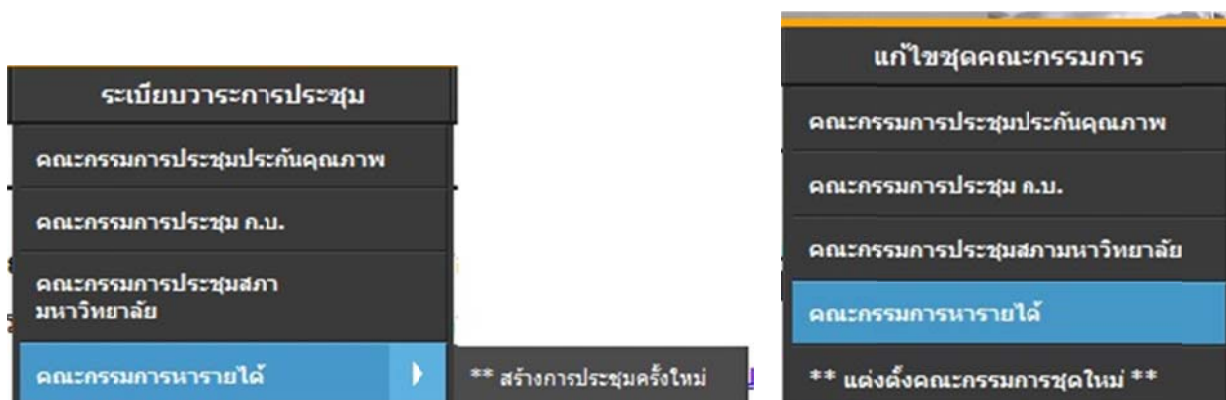 ระเบียบวาระการประชุม
คณะกรรมการประชุมประกันคุณภาพ
คณะกรรมการประชุม ก.บ.
คณะกรรมการประชุมสภา
มหาวิทยาลัย
คณะกรรมการหารายได้
** สร้างการประชุมครั้งใหม่
แก้ไขชุดคณะกรรมการ
คณะกรรมการประชุมประกันคุณภาพ
คณะกรรมการประชุม ก.บ.
คณะกรรมการประชุมสภามหาวิทยาลัย
คณะกรรมการหารายได้
** แต่งตั้งคณะกรรมการชุดใหม่ **